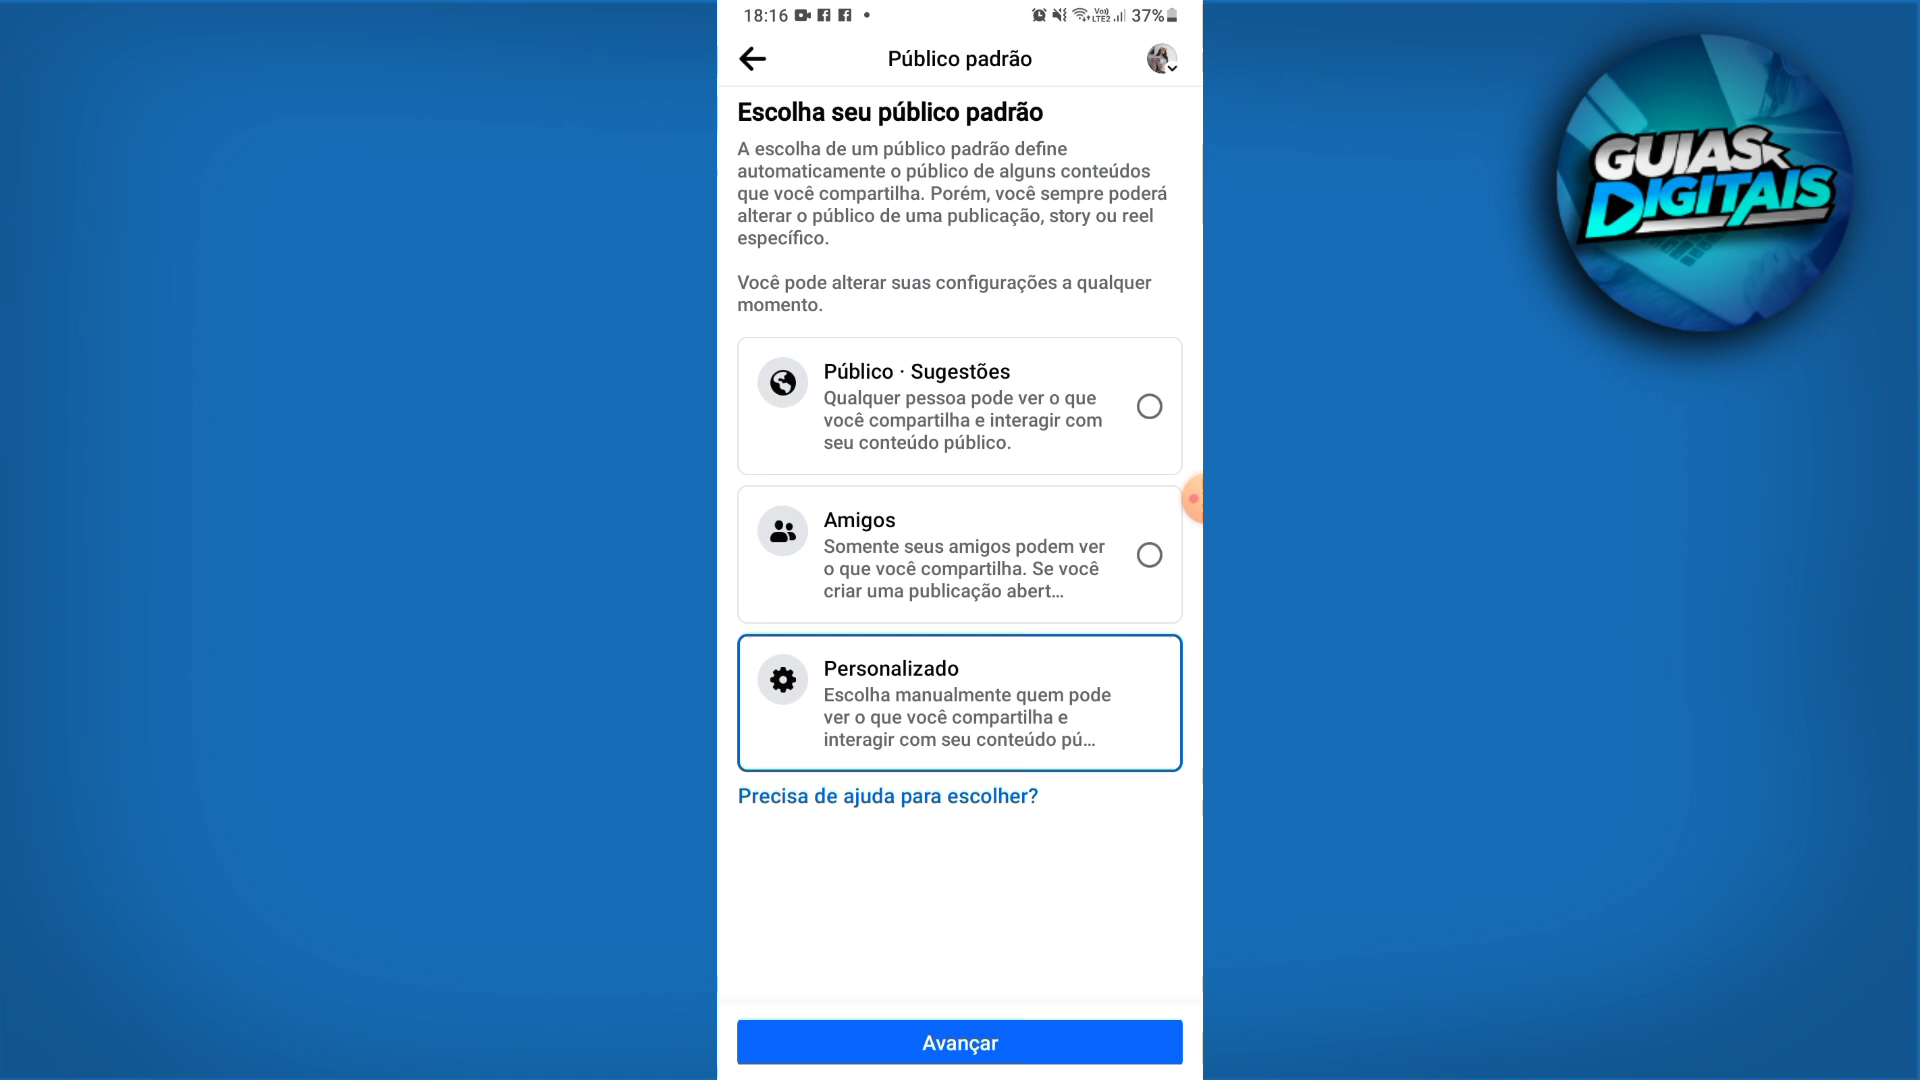 18:16
Vo)) LTE2 37%
Público padrão
Escolha seu público padrão
A escolha de um público padrão define
automaticamente o público de alguns conteúdos
que você compartilha. Porém, você sempre poderá
alterar o público de uma publicação, story ou reel
específico.
Você pode alterar suas configurações a qualquer
momento.
Público · Sugestões
Qualquer pessoa pode ver o que
você compartilha e interagir com
seu conteúdo público.
Amigos
Somente seus amigos podem ver
o que você compartilha. Se você
criar uma publicação abert...
Personalizado
Escolha manualmente quem pode
ver o que você compartilha e
interagir com seu conteúdo pú...
Precisa de ajuda para escolher?
Avançar
GUIAS
DIGITAIS